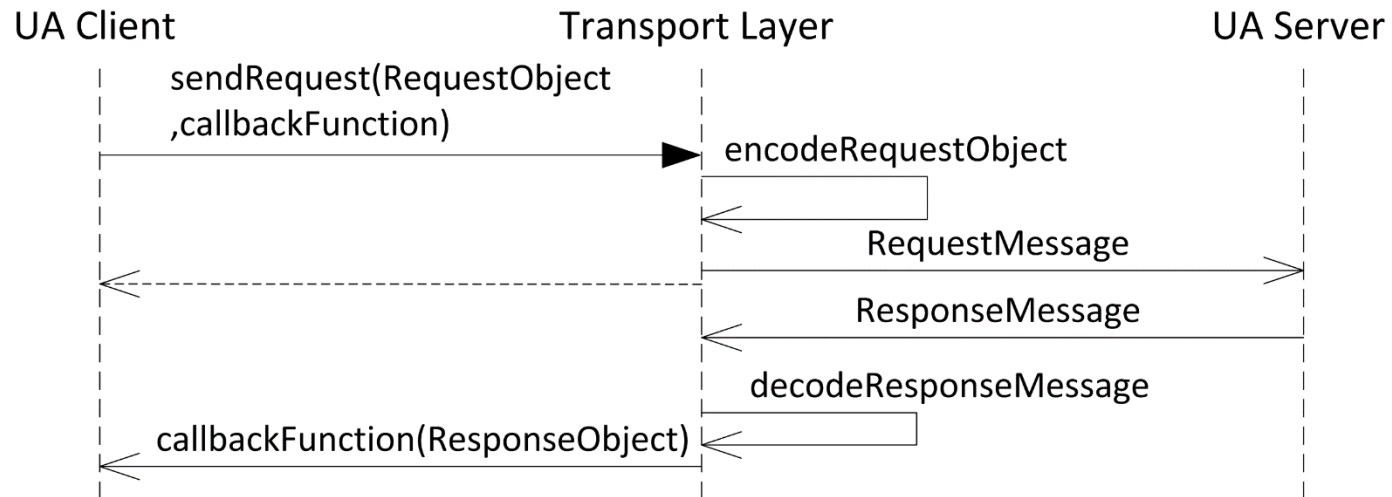 UA Client
Transport Layer
UA Server
sendRequest(RequestObject
,callbackFunction)
encodeRequestObject
RequestMessage
ResponseMessage
decodeResponseMessage
callbackFunction(ResponseObject)